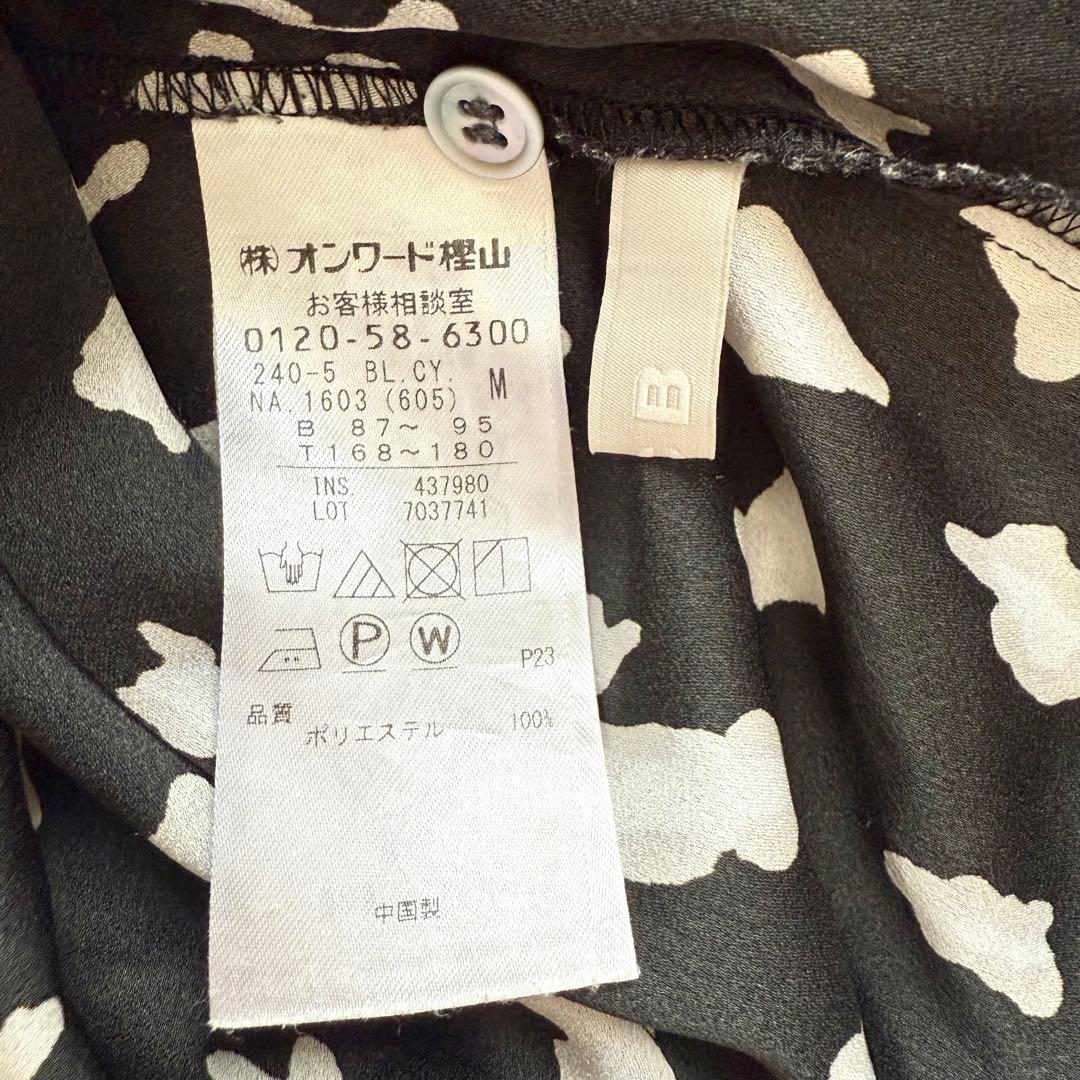 ㈱オンワード樫山
お客様相談室
0120-58-6300
240-5 BL.CY. M
NA.1603(605)
B 87～ 95
T168～180
INS. 437980
LOT 7037741
P W
P23
品質
ポリエステル 100%
中国製
B